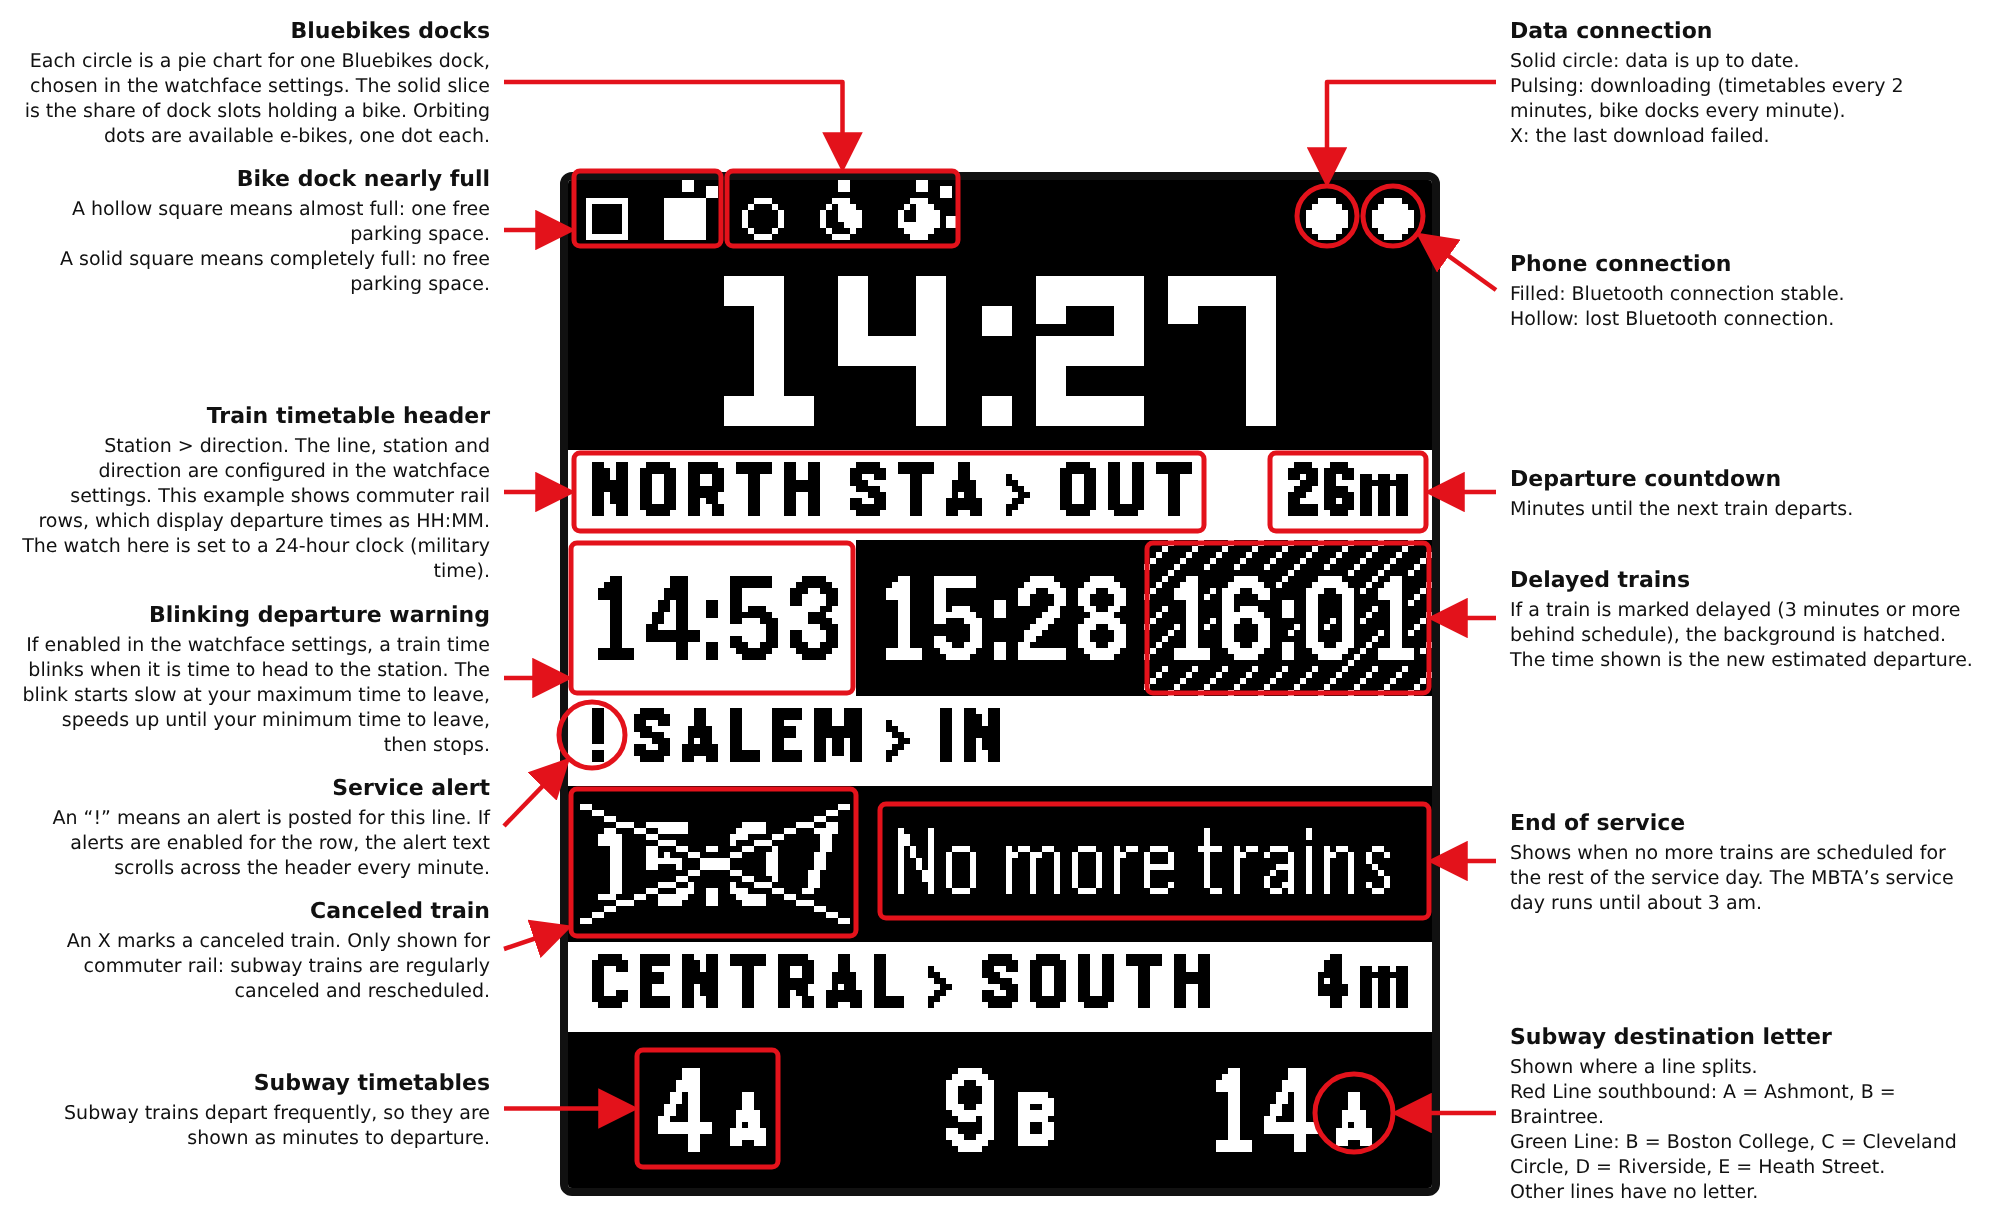 Bluebikes docks
Each circle is a pie chart for one Bluebikes dock,
chosen in the watchface settings. The solid slice
is the share of dock slots holding a bike. Orbiting
dots are available e-bikes, one dot each.
Bike dock nearly full
A hollow square means almost full: one free
parking space.
A solid square means completely full: no free
parking space.
Train timetable header
Station > direction. The line, station and
direction are configured in the watchface
settings. This example shows commuter rail
rows, which display departure times as HH:MM.
The watch here is set to a 24-hour clock (military
time).
Blinking departure warning
If enabled in the watchface settings, a train time
blinks when it is time to head to the station. The
blink starts slow at your maximum time to leave,
speeds up until your minimum time to leave,
then stops.
Service alert
An “!” means an alert is posted for this line. If
alerts are enabled for the row, the alert text
scrolls across the header every minute.
Canceled train
An X marks a canceled train. Only shown for
commuter rail: subway trains are regularly
canceled and rescheduled.
Subway timetables
Subway trains depart frequently, so they are
shown as minutes to departure.
14:27
NORTH STA > OUT 26m
14:53 15:28 16:01
! SALEM > IN
No more trains
CENTRAL > SOUTH 4m
4 A 9 B 14 A
Data connection
Solid circle: data is up to date.
Pulsing: downloading (timetables every 2
minutes, bike docks every minute).
X: the last download failed.
Phone connection
Filled: Bluetooth connection stable.
Hollow: lost Bluetooth connection.
Departure countdown
Minutes until the next train departs.
Delayed trains
If a train is marked delayed (3 minutes or more
behind schedule), the background is hatched.
The time shown is the new estimated departure.
End of service
Shows when no more trains are scheduled for
the rest of the service day. The MBTA’s service
day runs until about 3 am.
Subway destination letter
Shown where a line splits.
Red Line southbound: A = Ashmont, B =
Braintree.
Green Line: B = Boston College, C = Cleveland
Circle, D = Riverside, E = Heath Street.
Other lines have no letter.